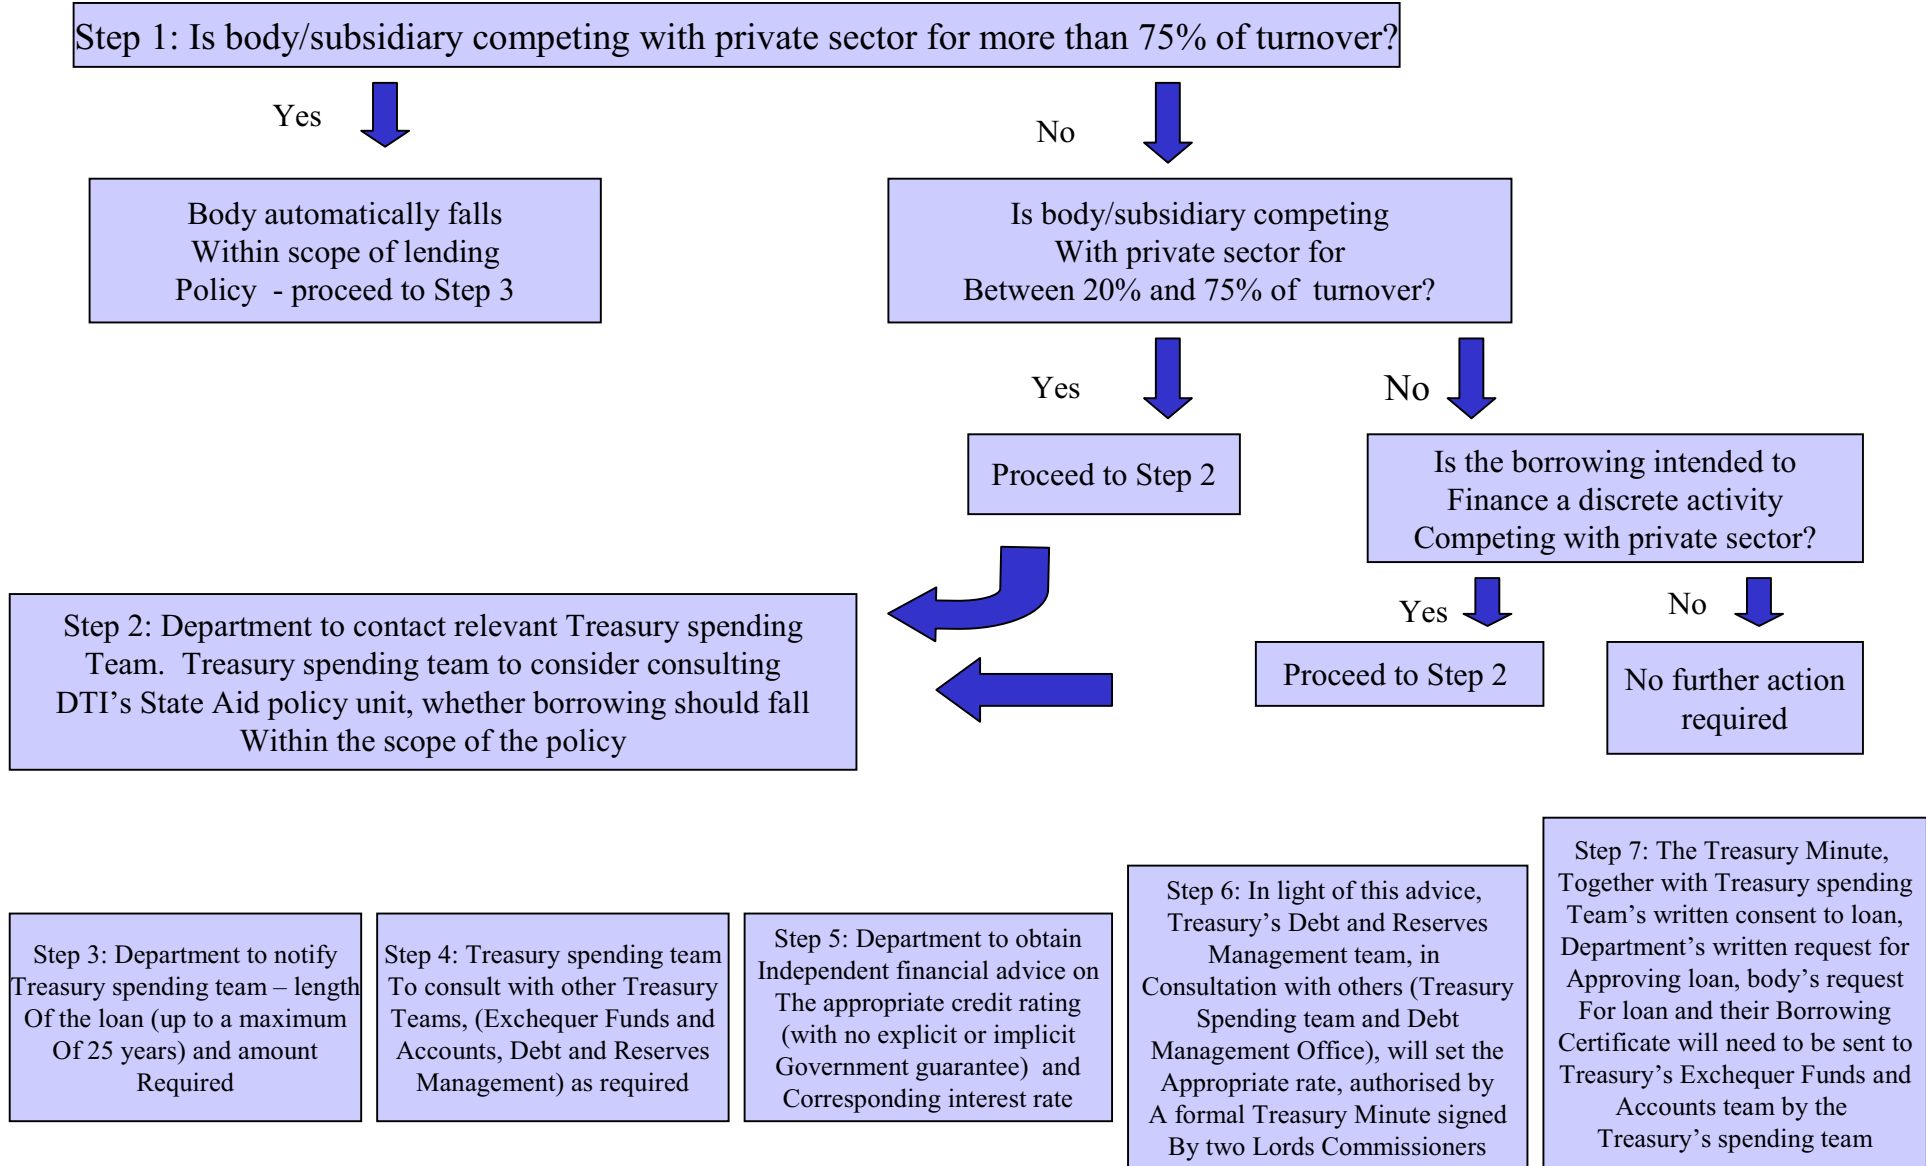 Step 1: Is body/subsidiary competing with private sector for more than 75% of turnover?
Yes
No
Body automatically falls
Within scope of lending
Policy - proceed to Step 3
Is body/subsidiary competing
With private sector for
Between 20% and 75% of turnover?
Yes
No
Proceed to Step 2
Is the borrowing intended to
Finance a discrete activity
Competing with private sector?
Yes
No
Step 2: Department to contact relevant Treasury spending
Team. Treasury spending team to consider consulting
DTI's State Aid policy unit, whether borrowing should fall
Within the scope of the policy
Proceed to Step 2
No further action
required
Step 3: Department to notify
Treasury spending team – length
Of the loan (up to a maximum
Of 25 years) and amount
Required
Step 4: Treasury spending team
To consult with other Treasury
Teams, (Exchequer Funds and
Accounts, Debt and Reserves
Management) as required
Step 5: Department to obtain
Independent financial advice on
The appropriate credit rating
(with no explicit or implicit
Government guarantee) and
Corresponding interest rate
Step 6: In light of this advice,
Treasury's Debt and Reserves
Management team, in
Consultation with others (Treasury
Spending team and Debt
Management Office), will set the
Appropriate rate, authorised by
A formal Treasury Minute signed
By two Lords Commissioners
Step 7: The Treasury Minute,
Together with Treasury spending
Team's written consent to loan,
Department's written request for
Approving loan, body's request
For loan and their Borrowing
Certificate will need to be sent to
Treasury's Exchequer Funds and
Accounts team by the
Treasury's spending team